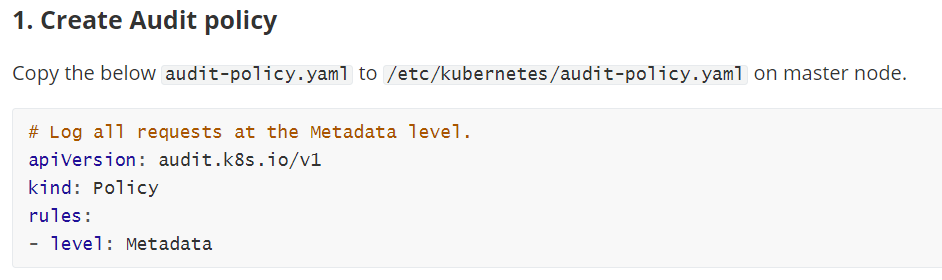 1. Create Audit policy
Copy the below audit-policy.yaml to /etc/kubernetes/audit-policy.yaml on master node.
# Log all requests at the Metadata level.
apiVersion: audit.k8s.io/v1
kind: Policy
rules:
- level: Metadata